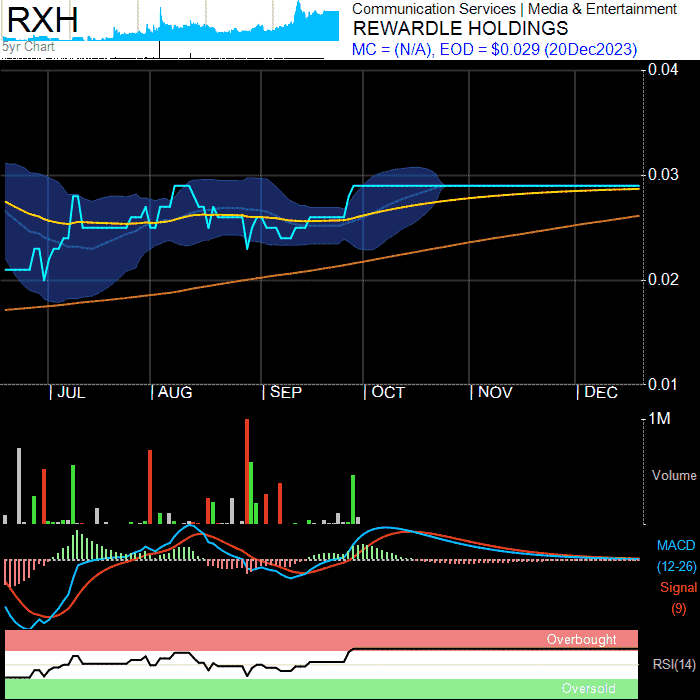 RXH
5yr Chart
Communication Services | Media & Entertainment
REWARDLE HOLDINGS
MC = (N/A), EOD = $0.029 (20Dec2023)
0.04
0.03
0.02
0.01
JUL
AUG
SEP
OCT
NOV
DEC
1M
Volume
MACD
(12-26)
Signal
(9)
Overbought
RSI(14)
Oversold